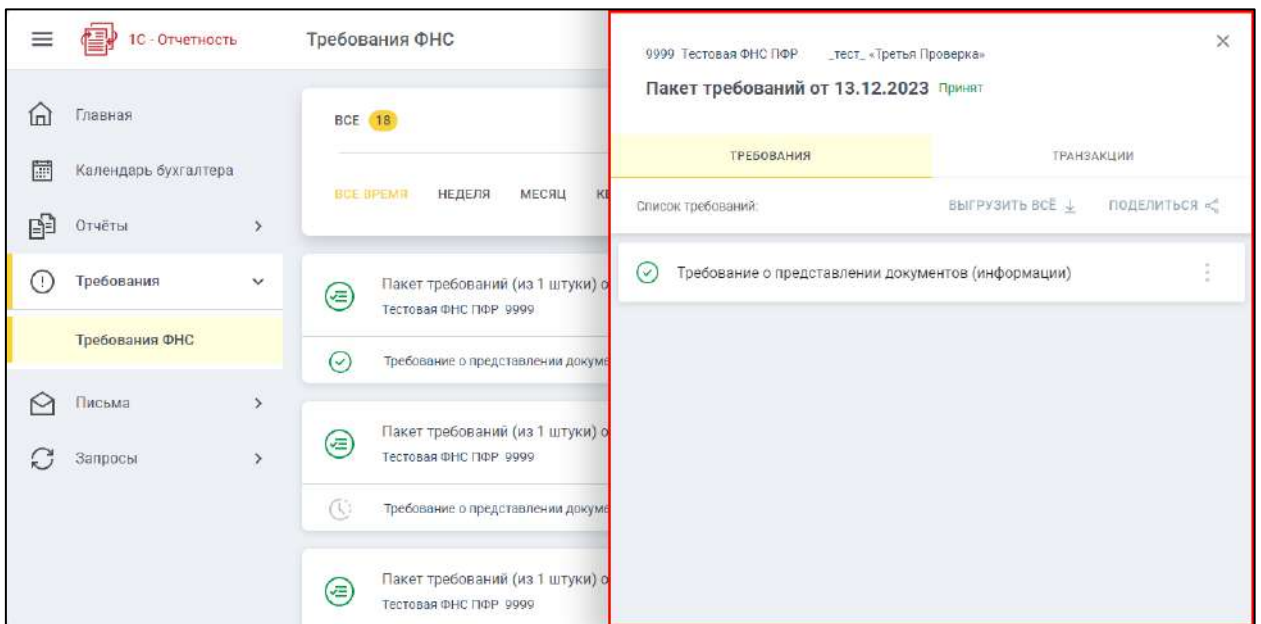 1С - Отчетность
Требования ФНС
Главная
Календарь бухгалтера
Отчёты
Требования
Требования ФНС
Письма
Запросы
ВСЕ 18
ВСЕ ВРЕМЯ НЕДЕЛЯ МЕСЯЦ
Пакет требований (из 1 штуки) о
Тестовая ФНС ПФР 9999
Требование о представлении докуме
Пакет требований (из 1 штуки) о
Тестовая ФНС ПФР 9999
Требование о представлении докуме
Пакет требований (из 1 штуки) о
Тестовая ФНС ПФР 9999
9999 Тестовая ФНС ПФР _тест_ «Третья Проверка»
Пакет требований от 13.12.2023 Принят
ТРЕБОВАНИЯ ТРАНЗАКЦИИ
Список требований: ВЫГРУЗИТЬ ВСЁ ПОДЕЛИТЬСЯ
Требование о представлении документов (информации)